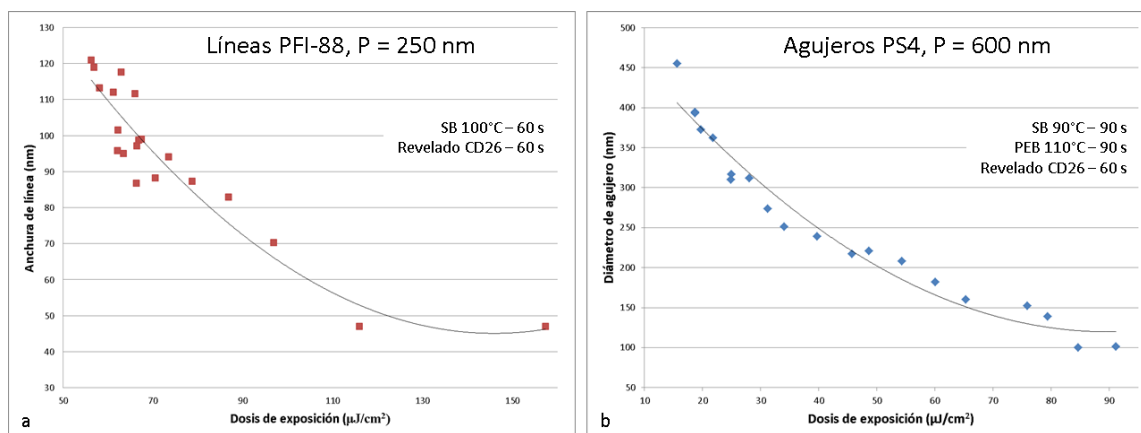 Líneas PFI-88, P = 250 nm
SB 100°C – 60 s
Revelado CD26 – 60 s
Anchura de línea (nm)
130
120
110
100
90
80
70
60
50
40
30
50
70
90
110
130
150
Dosis de exposición (µJ/cm²)
a
Agujeros PS4, P = 600 nm
SB 90°C – 90 s
PEB 110°C – 90 s
Revelado CD26 – 60 s
Diámetro de agujero (nm)
500
450
400
350
300
250
200
150
100
50
10
20
30
40
50
60
70
80
90
Dosis de exposición (µJ/cm²)
b